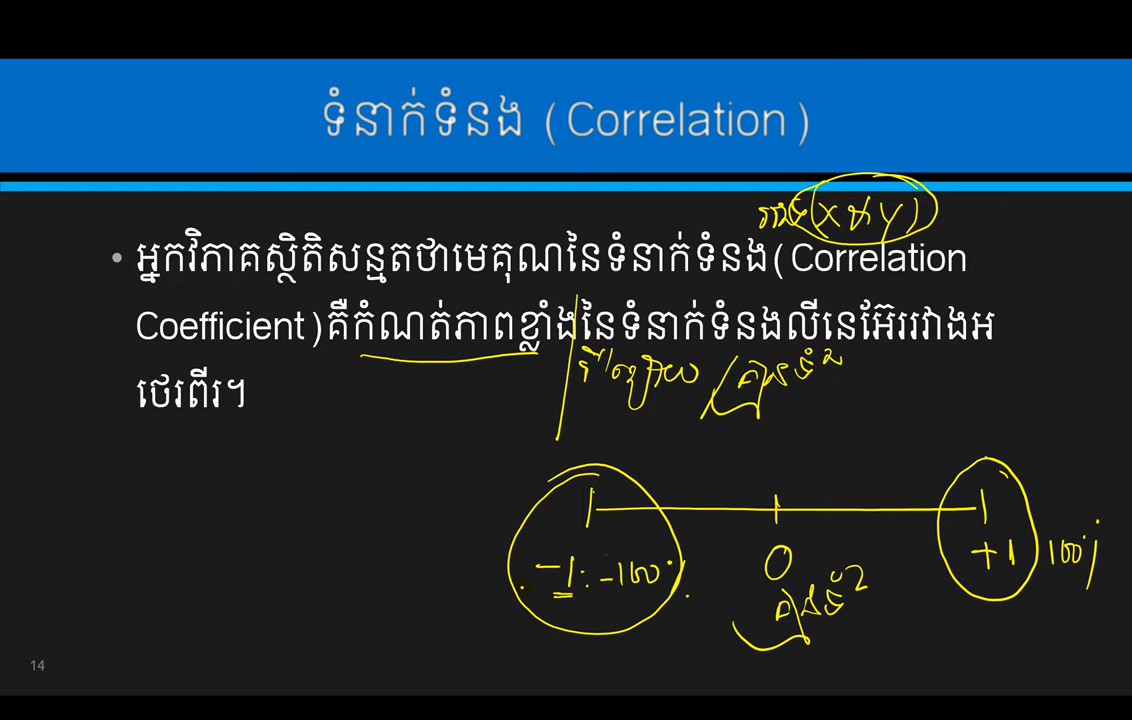 ទំនាក់ទំនង (Correlation)
(X Y)
• អ្នកវិភាគស្ថិតិសន្មតថាមេគុណនៃទំនាក់ទំនង(Correlation
Coefficient)គឺកំណត់ភាពខ្លាំងនៃទំនាក់ទំនងលីនេអ៊ែររវាងអ
ថេរពីរ។
-1: -100%
0
+1 100%
14